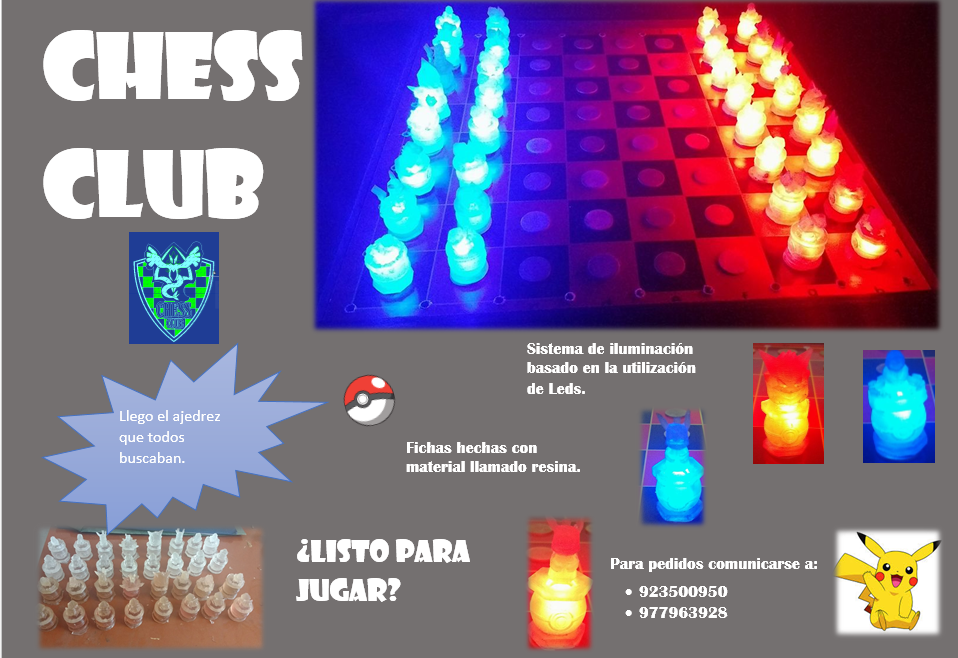 CHESS
CLUB
CHESS
CLUB
Llego el ajedrez
que todos
buscaban.
Sistema de iluminación
basado en la utilización
de Leds.
Fichas hechas con
material llamado resina.
¿LISTO PARA
JUGAR?
Para pedidos comunicarse a:
• 923500950
• 977963928